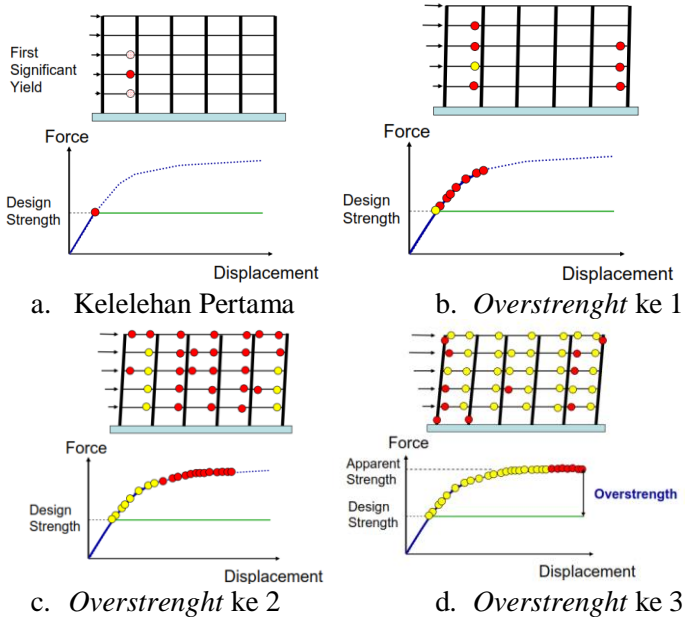 First
Significant
Yield
Force
Design
Strength
Displacement
a. Kelelehan Pertama
Force
Design
Strength
Displacement
b. Overstrenght ke 1
Force
Design
Strength
Displacement
c. Overstrenght ke 2
Force
Apparent
Strength
Overstrength
Design
Strength
Displacement
d. Overstrenght ke 3